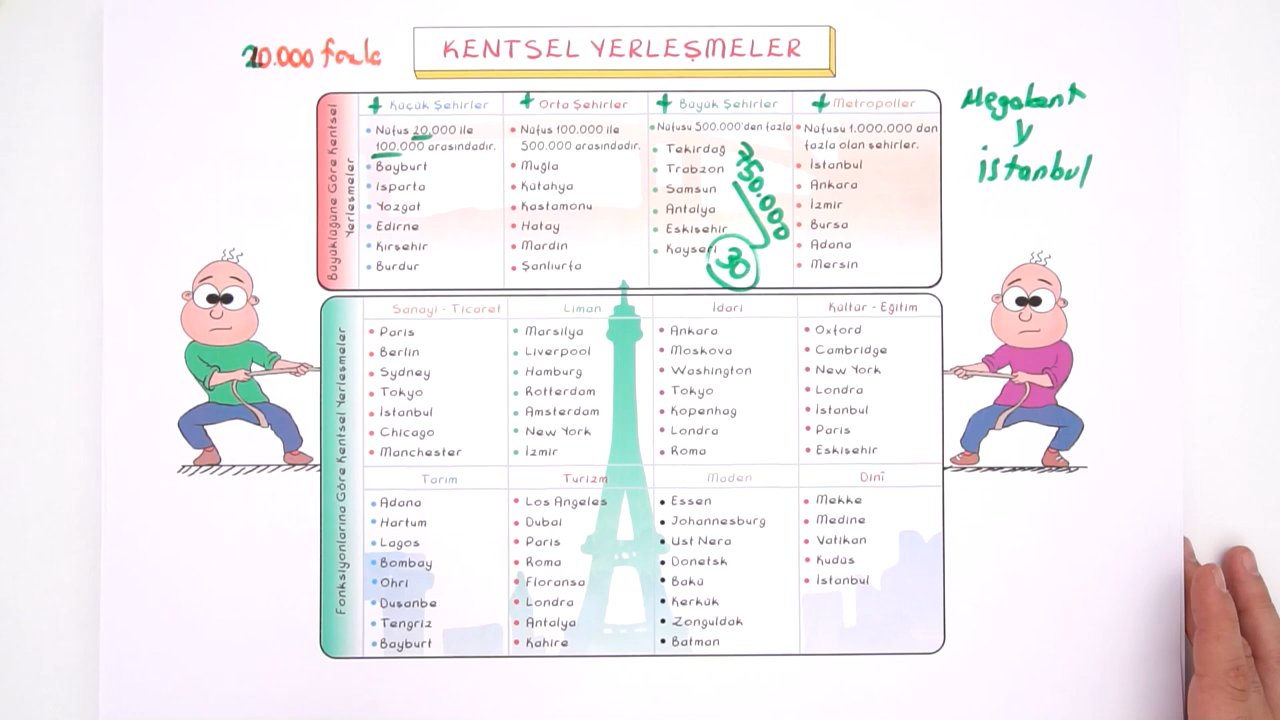 20.000 fazla
KENTSEL YERLEŞMELER
Megakent
İstanbul
Büyüklüğüne Göre Kentsel
Yerleşmeler
+ Küçük Şehirler
• Nüfus 20.000 ile
100.000 arasındadır.
• Bayburt
• Isparta
• Yozgat
• Edirne
• Kırşehir
• Burdur
+ Orta Şehirler
• Nüfus 100.000 ile
500.000 arasındadır.
• Muğla
• Kütahya
• Kastamonu
• Hatay
• Mardin
• Şanlıurfa
+ Büyük Şehirler
• Nüfusu 500.000'den fazla
• Tekirdağ
• Trabzon
• Samsun
• Antalya
• Eskişehir
• Kayseri
750.000
30
+ Metropoller
• Nüfusu 1.000.000 dan
fazla olan şehirler.
• İstanbul
• Ankara
• İzmir
• Bursa
• Adana
• Mersin
Fonksiyonlarına Göre Kentsel Yerleşmeler
Sanayi - Ticaret
• Paris
• Berlin
• Sydney
• Tokyo
• İstanbul
• Chicago
• Manchester
Liman
• Marsilya
• Liverpool
• Hamburg
• Rotterdam
• Amsterdam
• New York
• İzmir
İdari
• Ankara
• Moskova
• Washington
• Tokyo
• Kopenhag
• Londra
• Roma
Kültür - Eğitim
• Oxford
• Cambridge
• New York
• Londra
• İstanbul
• Paris
• Eskişehir
Tarım
• Adana
• Hartum
• Lagos
• Bombay
• Ohri
• Duşanbe
• Tengriz
• Bayburt
Turizm
• Los Angeles
• Dubai
• Paris
• Roma
• Floransa
• Londra
• Antalya
• Kahire
Maden
• Essen
• Johannesburg
• Ust Nera
• Donetsk
• Bakü
• Kerkük
• Zonguldak
• Batman
Dinî
• Mekke
• Medine
• Vatikan
• Kudüs
• İstanbul